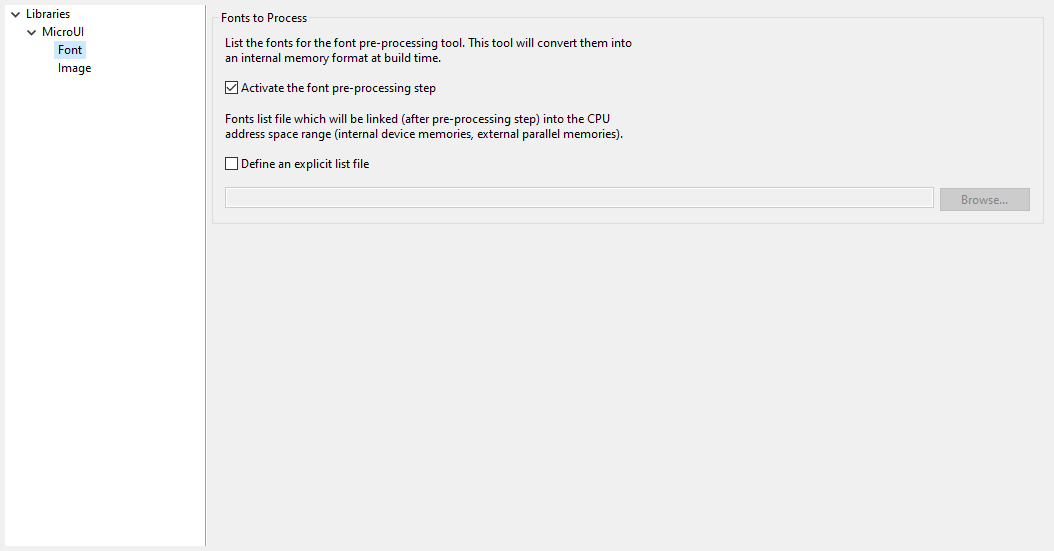 Libraries
MicroUI
Font
Image
Fonts to Process
List the fonts for the font pre-processing tool. This tool will convert them into
an internal memory format at build time.
Activate the font pre-processing step
Fonts list file which will be linked (after pre-processing step) into the CPU
address space range (internal device memories, external parallel memories).
Define an explicit list file
Browse...